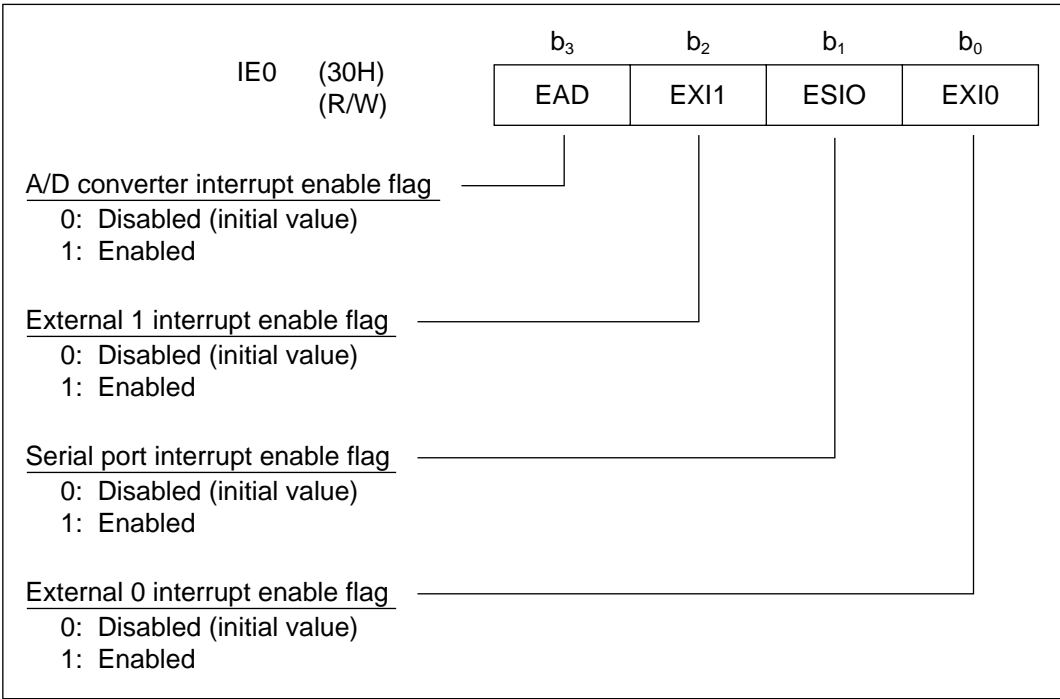 b3 b2 b1 b0
IE0 (30H) EAD EXI1 ESIO EXI0
(R/W)
A/D converter interrupt enable flag
0: Disabled (initial value)
1: Enabled
External 1 interrupt enable flag
0: Disabled (initial value)
1: Enabled
Serial port interrupt enable flag
0: Disabled (initial value)
1: Enabled
External 0 interrupt enable flag
0: Disabled (initial value)
1: Enabled